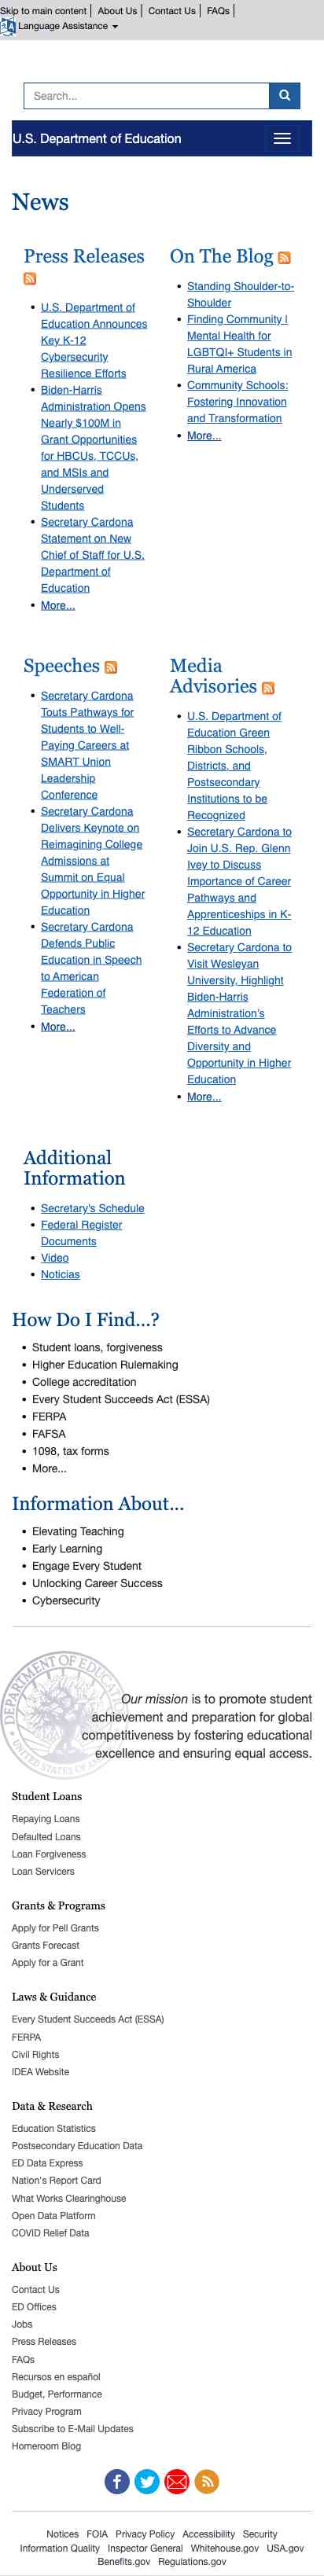 Skip to main content | About Us | Contact Us | FAQs |
Language Assistance
Search...
U.S. Department of Education
News
Press Releases
U.S. Department of
Education Announces
Key K-12
Cybersecurity
Resilience Efforts
Biden-Harris
Administration Opens
Nearly $100M in
Grant Opportunities
for HBCUs, TCCUs,
and MSIs and
Underserved
Students
Secretary Cardona
Statement on New
Chief of Staff for U.S.
Department of
Education
More...
On The Blog
Standing Shoulder-to-
Shoulder
Finding Community |
Mental Health for
LGBTQI+ Students in
Rural America
Community Schools:
Fostering Innovation
and Transformation
More...
Speeches
Secretary Cardona
Touts Pathways for
Students to Well-
Paying Careers at
SMART Union
Leadership
Conference
Secretary Cardona
Delivers Keynote on
Reimagining College
Admissions at
Summit on Equal
Opportunity in Higher
Education
Secretary Cardona
Defends Public
Education in Speech
to American
Federation of
Teachers
More...
Media
Advisories
U.S. Department of
Education Green
Ribbon Schools,
Districts, and
Postsecondary
Institutions to be
Recognized
Secretary Cardona to
Join U.S. Rep. Glenn
Ivey to Discuss
Importance of Career
Pathways and
Apprenticeships in K-
12 Education
Secretary Cardona to
Visit Wesleyan
University, Highlight
Biden-Harris
Administration's
Efforts to Advance
Diversity and
Opportunity in Higher
Education
More...
Additional
Information
Secretary's Schedule
Federal Register
Documents
Video
Noticias
How Do I Find...?
Student loans, forgiveness
Higher Education Rulemaking
College accreditation
Every Student Succeeds Act (ESSA)
FERPA
FAFSA
1098, tax forms
More...
Information About...
Elevating Teaching
Early Learning
Engage Every Student
Unlocking Career Success
Cybersecurity
Our mission is to promote student
achievement and preparation for global
competitiveness by fostering educational
excellence and ensuring equal access.
Student Loans
Repaying Loans
Defaulted Loans
Loan Forgiveness
Loan Servicers
Grants & Programs
Apply for Pell Grants
Grants Forecast
Apply for a Grant
Laws & Guidance
Every Student Succeeds Act (ESSA)
FERPA
Civil Rights
IDEA Website
Data & Research
Education Statistics
Postsecondary Education Data
ED Data Express
Nation's Report Card
What Works Clearinghouse
Open Data Platform
COVID Relief Data
About Us
Contact Us
ED Offices
Jobs
Press Releases
FAQs
Recursos en español
Budget, Performance
Privacy Program
Subscribe to E-Mail Updates
Homeroom Blog
Notices FOIA Privacy Policy Accessibility Security
Information Quality Inspector General Whitehouse.gov USA.gov
Benefits.gov Regulations.gov